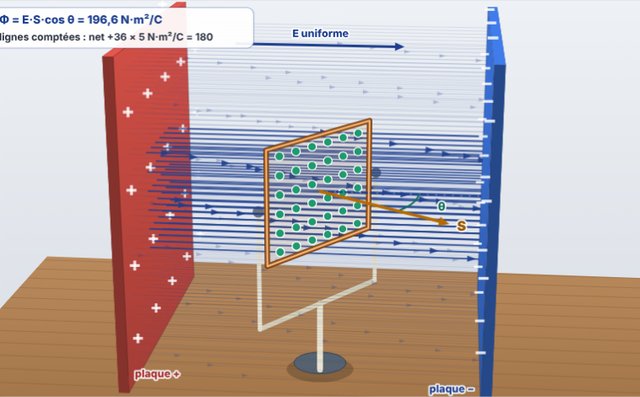 Φ = E·S·cos θ = 196,6 N·m²/C
lignes comptées : net +36 × 5 N·m²/C = 180
E uniforme
θ
S
plaque +
plaque −